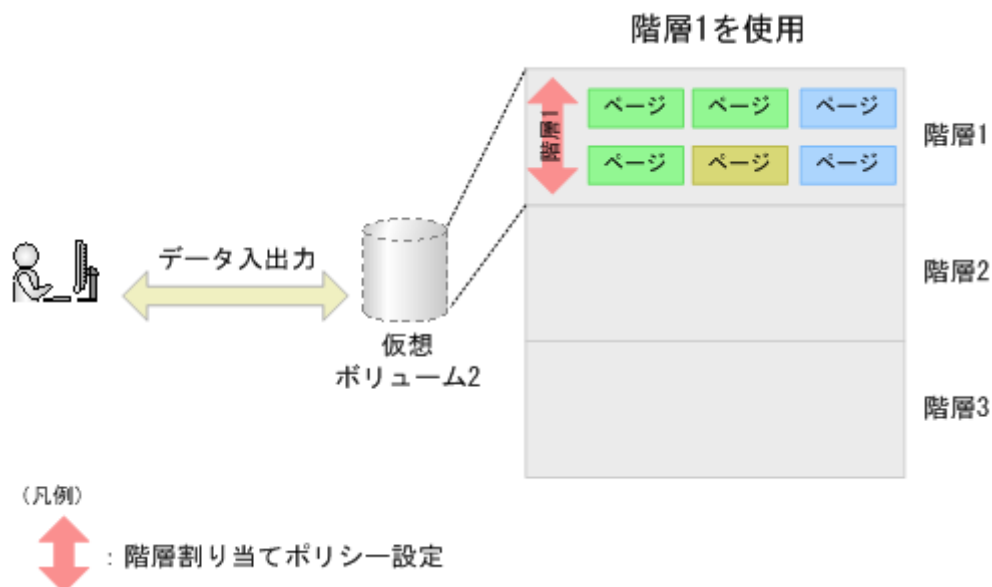 階層1を使用
階層1
ページ ページ ページ
ページ ページ ページ
階層1
階層2
階層3
データ入出力
仮想
ボリューム2
(凡例)
:階層割り当てポリシー設定